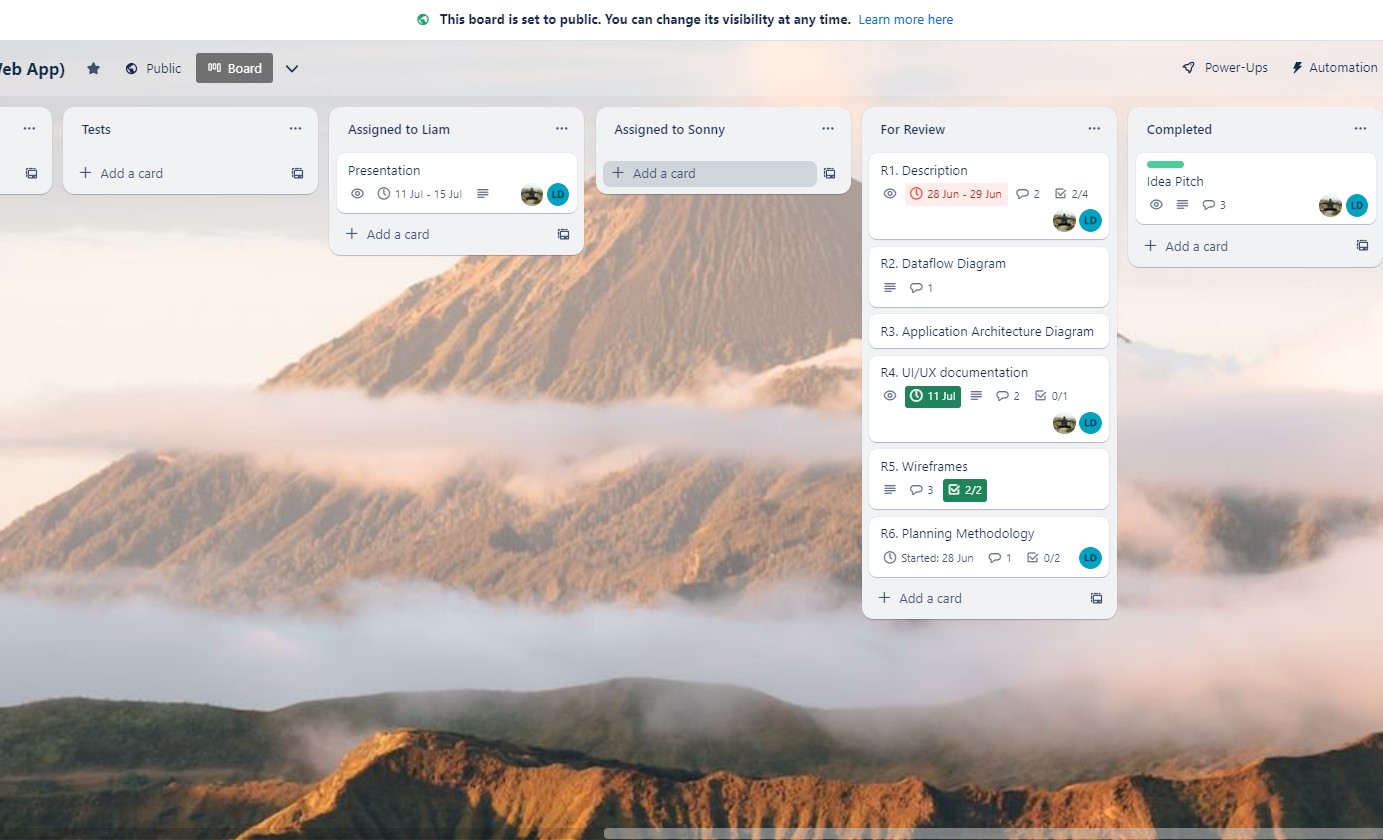 This board is set to public. You can change its visibility at any time. Learn more here
Web App)
Public
Board
Power-Ups
Automation
Tests
Add a card
Assigned to Liam
Presentation
11 Jul - 15 Jul
LD
Add a card
Assigned to Sonny
Add a card
For Review
R1. Description
28 Jun - 29 Jun
2
2/4
LD
R2. Dataflow Diagram
1
R3. Application Architecture Diagram
R4. UI/UX documentation
11 Jul
2
0/1
LD
R5. Wireframes
3
2/2
R6. Planning Methodology
Started: 28 Jun
1
0/2
LD
Add a card
Completed
Idea Pitch
3
LD
Add a card